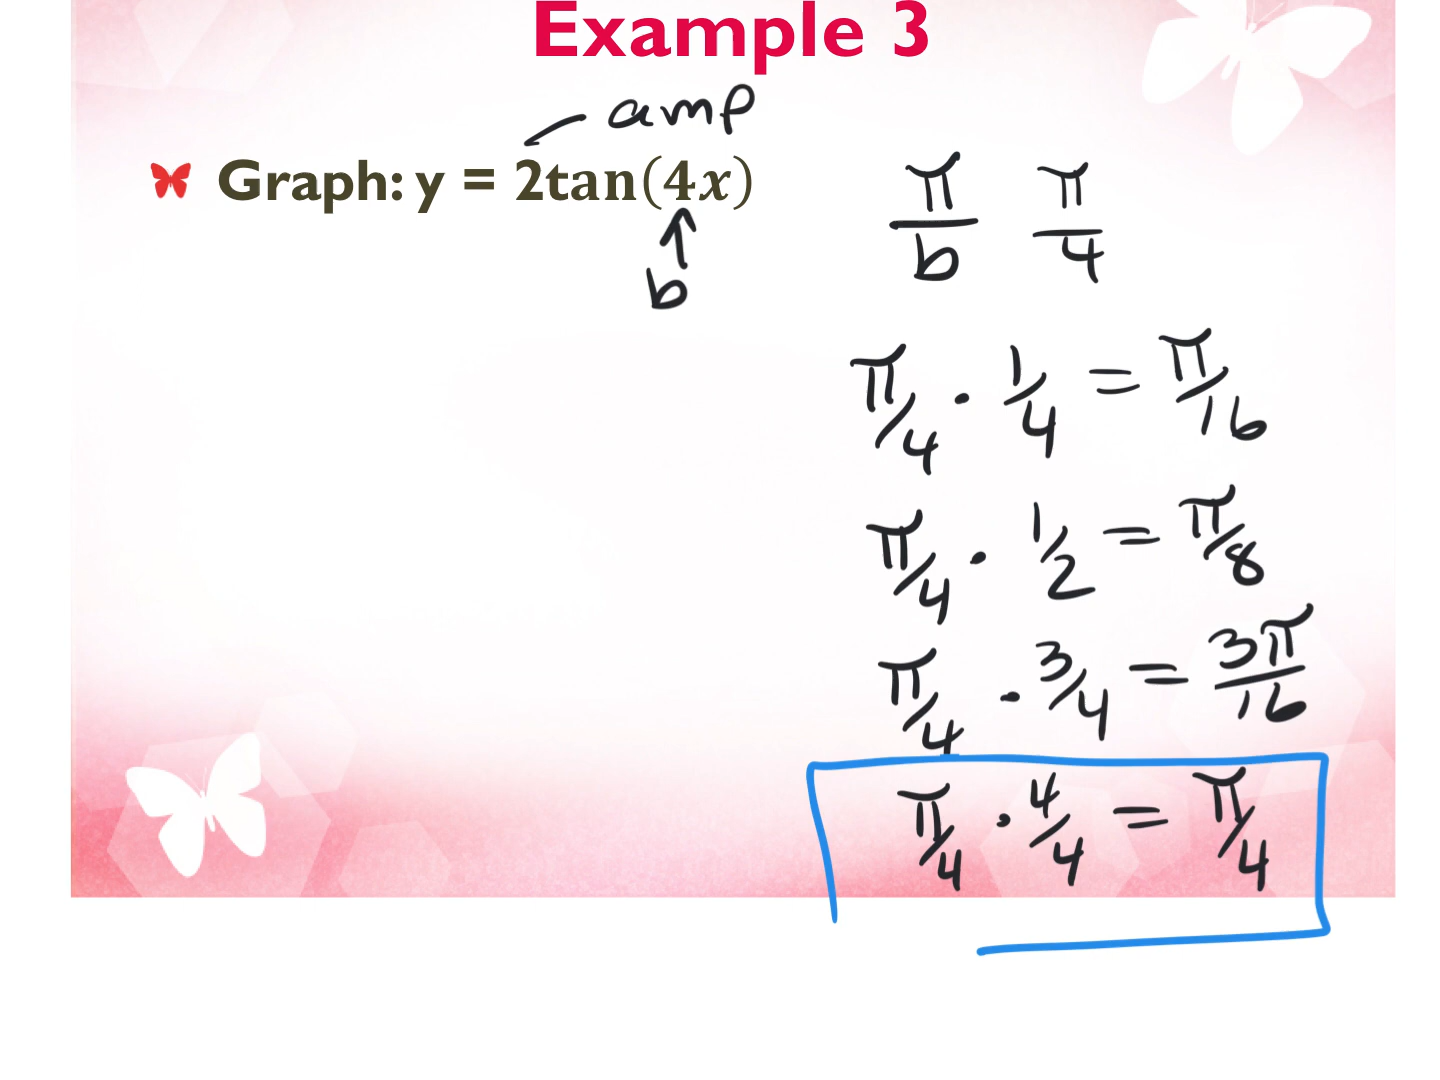 Example 3
amp
Graph: y = 2tan(4x)
b
π/b π/4
π/4 · 1/4 = π/16
π/4 · 1/2 = π/8
π/4 · 3/4 = 3π/16
π/4 · 4/4 = π/4